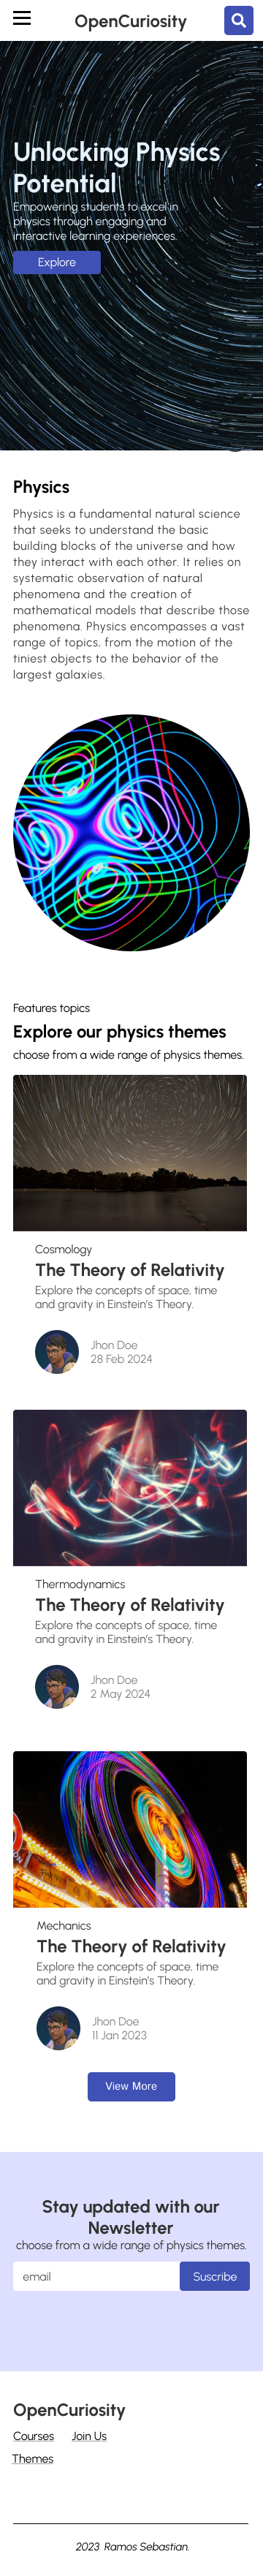 OpenCuriosity
Unlocking Physics
Potential
Empowering students to excel in
physics through engaging and
interactive learning experiences.
Explore
Physics
Physics is a fundamental natural science
that seeks to understand the basic
building blocks of the universe and how
they interact with each other. It relies on
systematic observation of natural
phenomena and the creation of
mathematical models that describe those
phenomena. Physics encompasses a vast
range of topics, from the motion of the
tiniest objects to the behavior of the
largest galaxies.
Features topics
Explore our physics themes
choose from a wide range of physics themes.
Cosmology
The Theory of Relativity
Explore the concepts of space, time
and gravity in Einstein's Theory.
Jhon Doe
28 Feb 2024
Thermodynamics
The Theory of Relativity
Explore the concepts of space, time
and gravity in Einstein's Theory.
Jhon Doe
2 May 2024
Mechanics
The Theory of Relativity
Explore the concepts of space, time
and gravity in Einstein's Theory.
Jhon Doe
11 Jan 2023
View More
Stay updated with our
Newsletter
choose from a wide range of physics themes.
email
Suscribe
OpenCuriosity
Courses Join Us
Themes
2023 Ramos Sebastian.